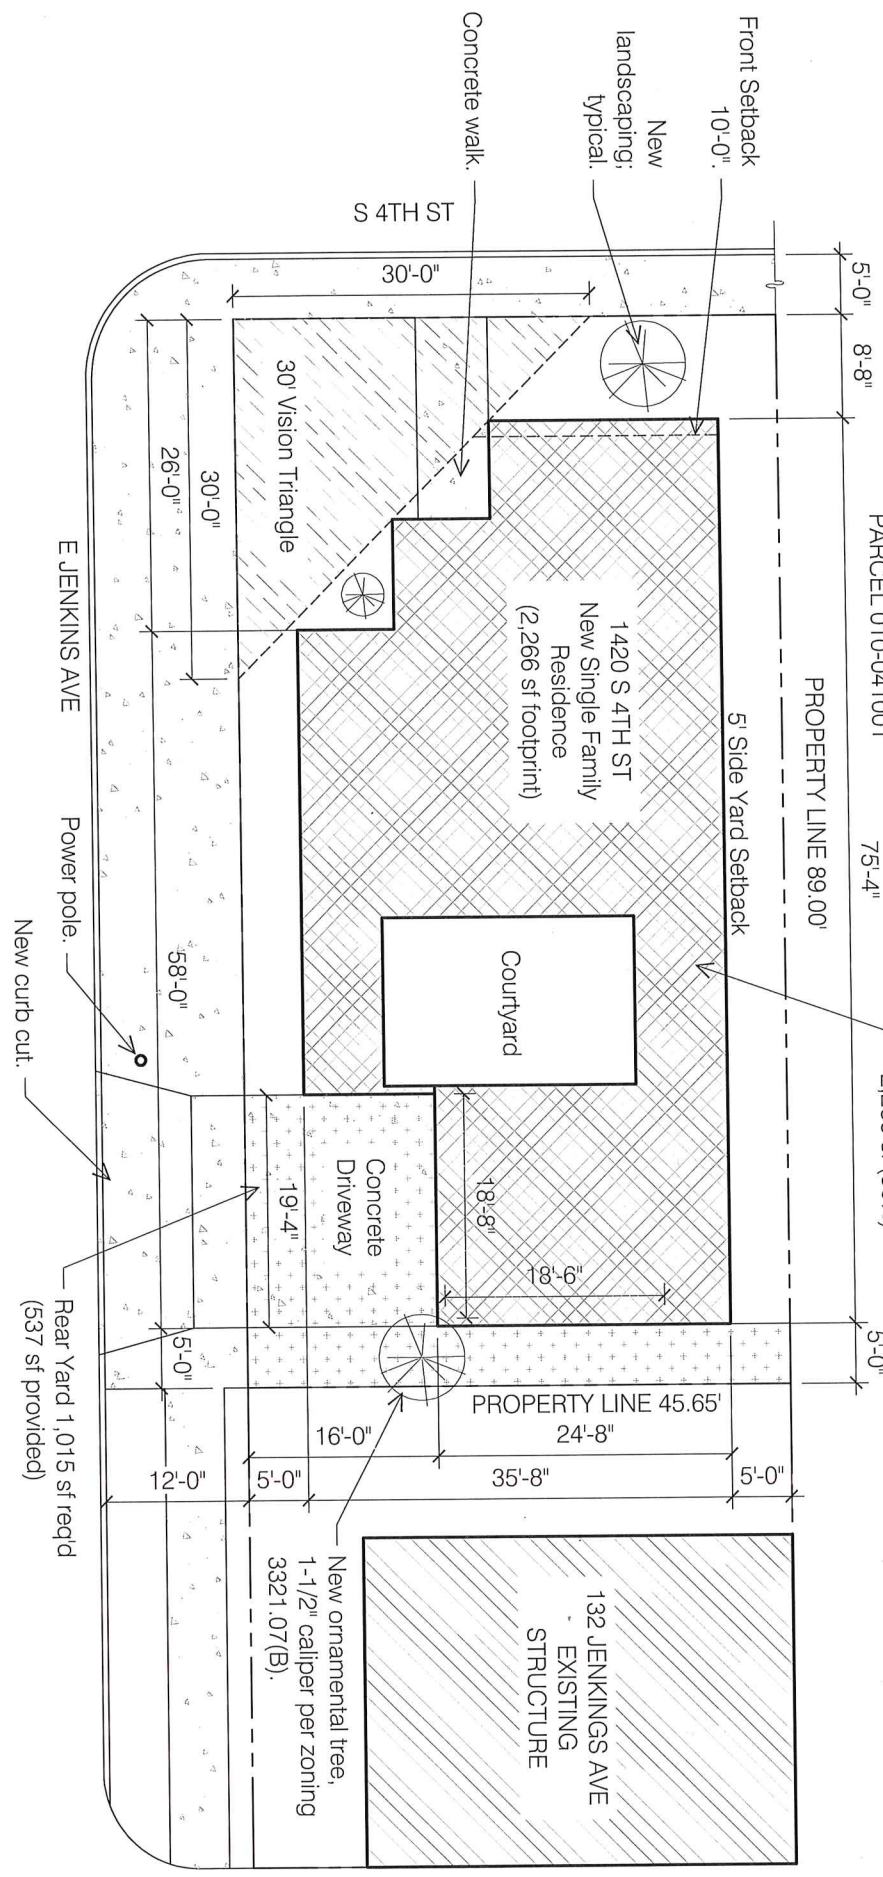 Front Setback
10'-0".
New
landscaping;
typical.
Concrete walk.
S 4TH ST
30'-0"
5'-0"
8'-8"
75'-4"
5'-0"
PROPERTY LINE 89.00'
5' Side Yard Setback
30' Vision Triangle
30'-0"
26'-0"
58'-0"
5'-0"
1420 S 4TH ST
New Single Family
Residence
(2,266 sf footprint)
Courtyard
18'-8"
18'-6"
Concrete
Driveway
19'-4"
E JENKINS AVE
Power pole.
New curb cut.
Rear Yard 1,015 sf req'd
(537 sf provided)
PROPERTY LINE 45.65'
16'-0"
24'-8"
12'-0"
5'-0"
35'-8"
5'-0"
New ornamental tree,
1-1/2" caliper per zoning
3321.07(B).
132 JENKINGS AVE
- EXISTING
STRUCTURE